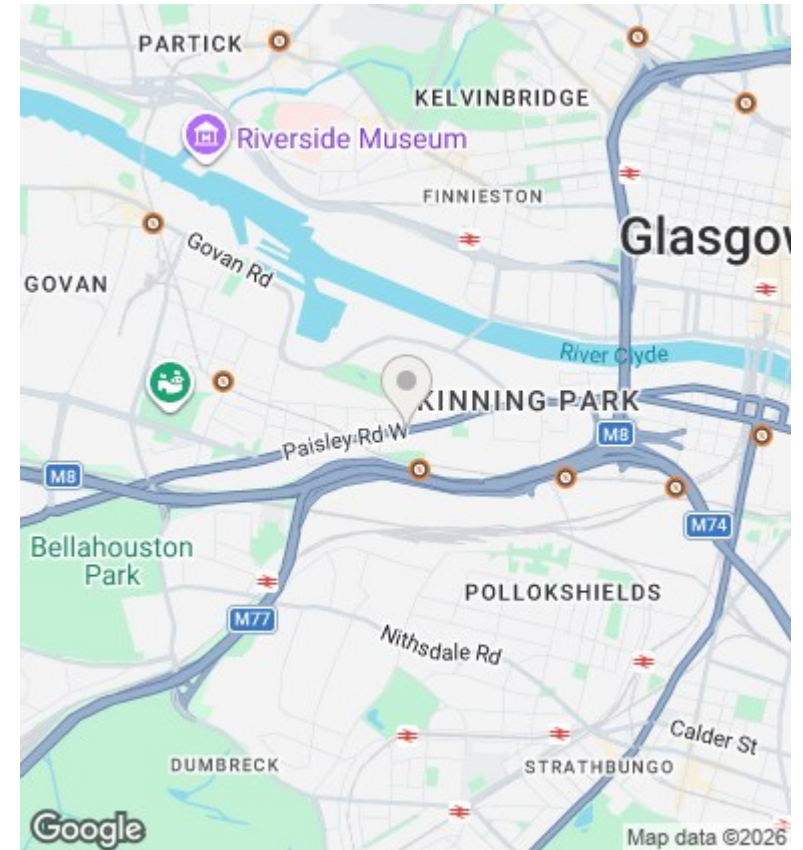 PARTICK
KELVINBRIDGE
Riverside Museum
FINNIESTON
Glasgow
Govan Rd
GOVAN
River Clyde
KINNING PARK
Paisley Rd W
M8
M8
M74
Bellahouston
Park
POLLOKSHIELDS
M77
Nithsdale Rd
Calder St
DUMBRECK
STRATHBUNGO
Google
Map data ©2026